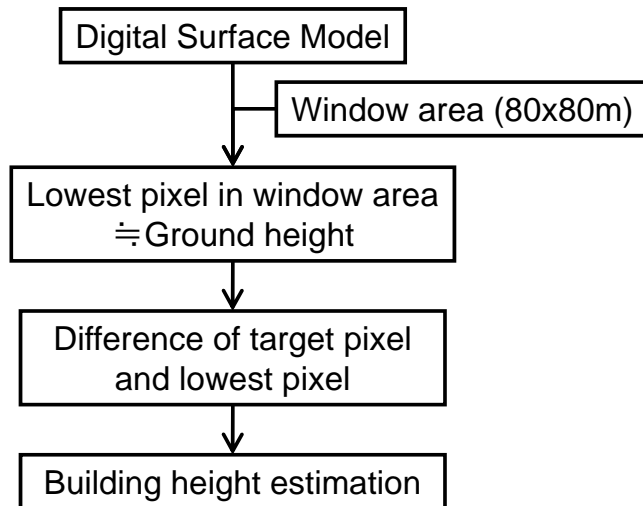 Digital Surface Model
Window area (80x80m)
Lowest pixel in window area
≒Ground height
Difference of target pixel
and lowest pixel
Building height estimation